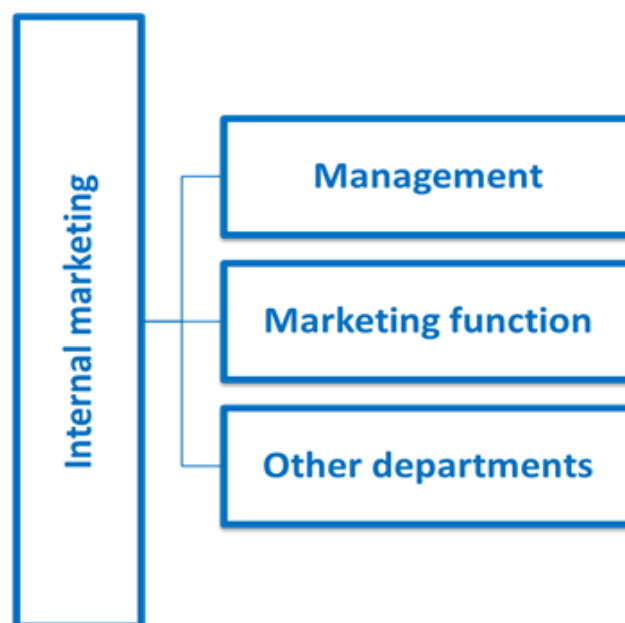 Internal marketing
Management
Marketing function
Other departments